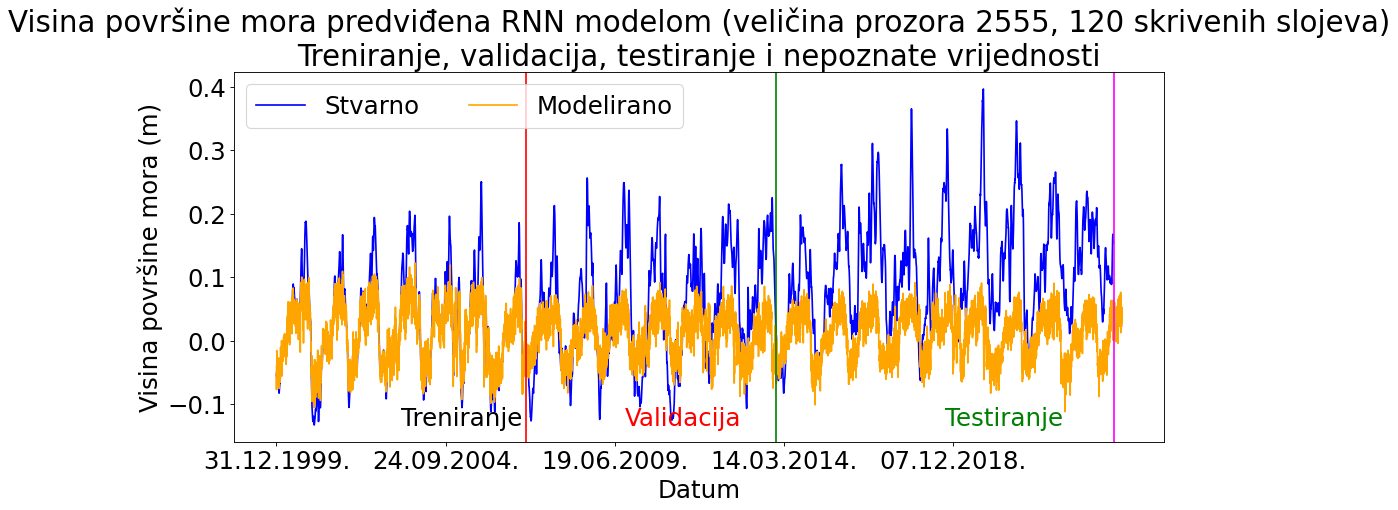 Visina površine mora predviđena RNN modelom (veličina prozora 2555, 120 skrivenih slojeva)
Treniranje, validacija, testiranje i nepoznate vrijednosti
Stvarno Modelirano
Visina površine mora (m)
0.4
0.3
0.2
0.1
0.0
−0.1
Treniranje Validacija Testiranje
31.12.1999. 24.09.2004. 19.06.2009. 14.03.2014. 07.12.2018.
Datum